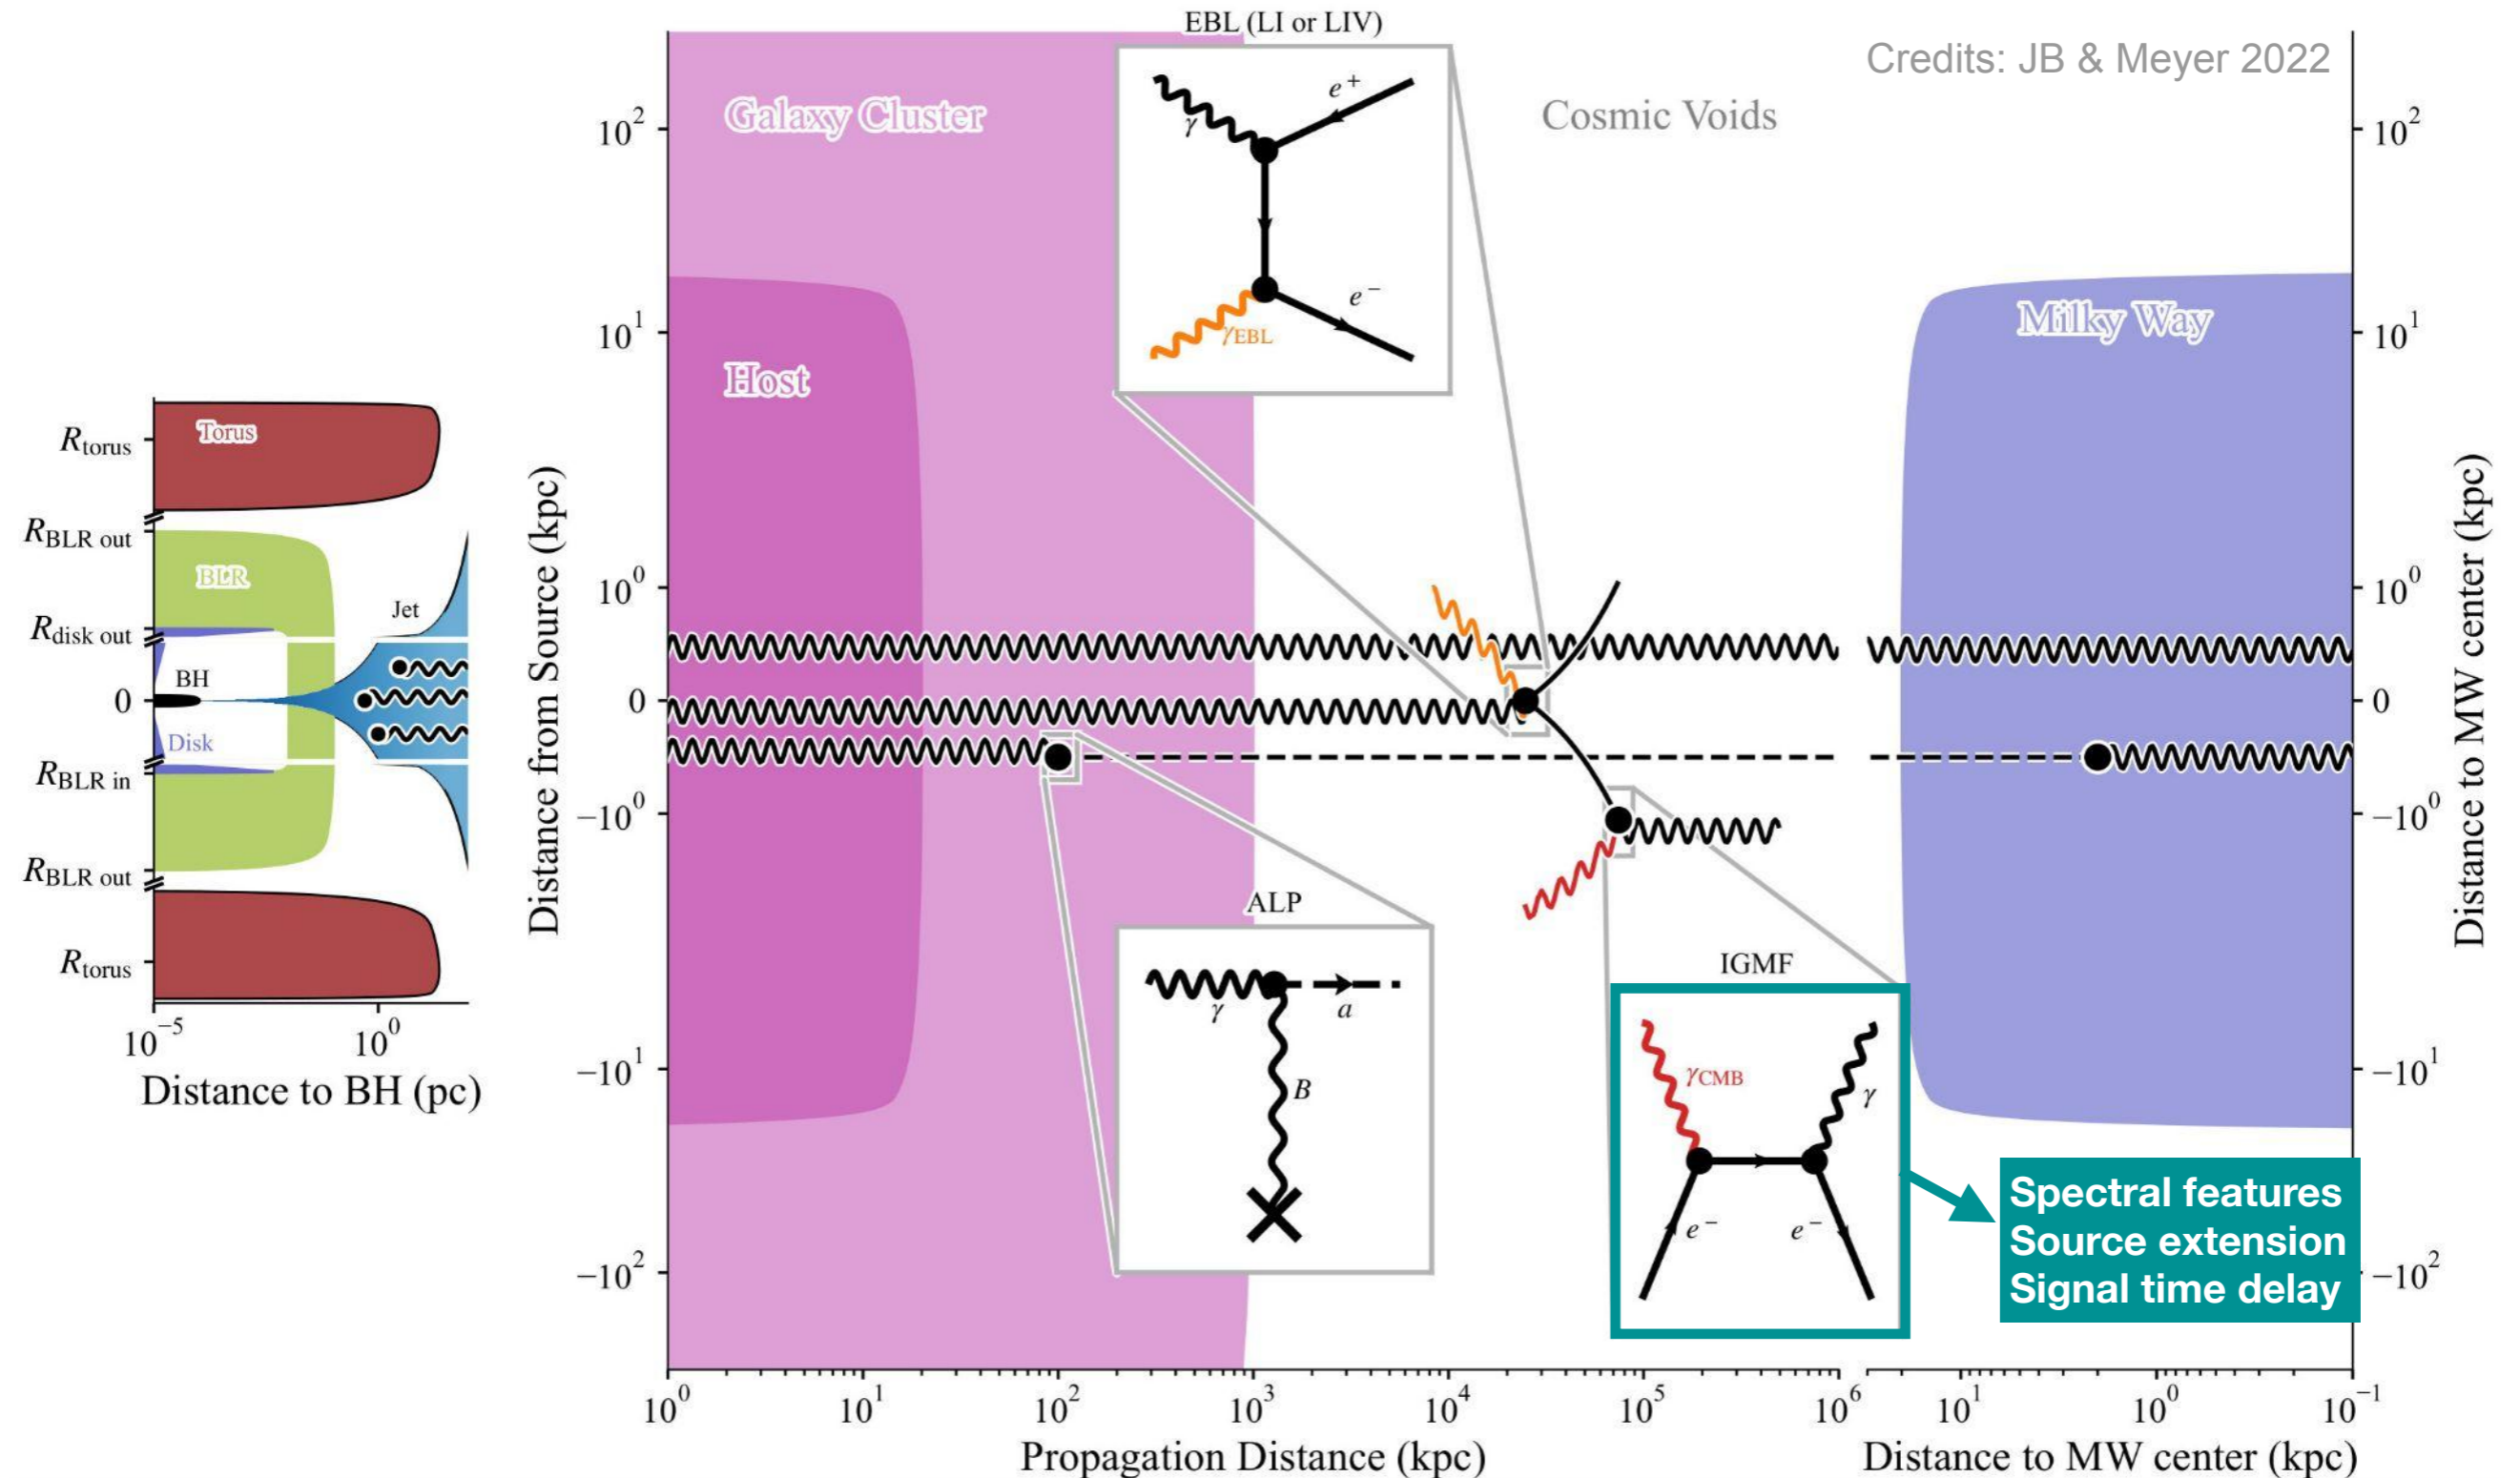 EBL (LI or LIV)
Credits: JB & Meyer 2022
Galaxy Cluster
Cosmic Voids
Host
Milky Way
γ
e⁺
γEBL
e⁻
Torus
BLR
Jet
BH
Disk
Rtorus
RBLR out
Rdisk out
0
RBLR in
RBLR out
Rtorus
10⁻⁵
10⁰
Distance to BH (pc)
Distance from Source (kpc)
10²
10¹
10⁰
0
−10⁰
−10¹
−10²
ALP
γ
a
B
IGMF
γCMB
γ
e⁻
e⁻
Spectral features
Source extension
Signal time delay
10⁰
10¹
10²
10³
10⁴
10⁵
10⁶
Propagation Distance (kpc)
10¹
10⁰
10⁻¹
Distance to MW center (kpc)
10²
10¹
10⁰
0
−10⁰
−10¹
−10²
Distance to MW center (kpc)